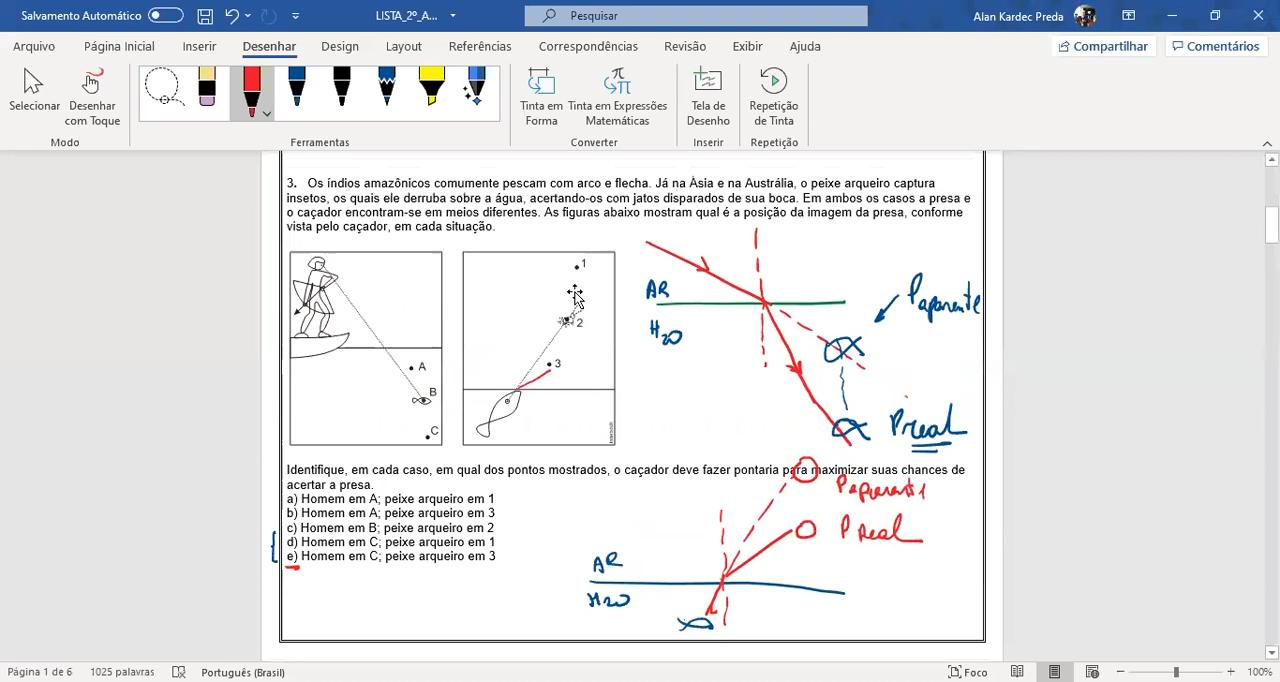 Salvamento Automático
LISTA_2º_A...
Pesquisar
Alan Kardec Preda
Arquivo Página Inicial Inserir Desenhar Design Layout Referências Correspondências Revisão Exibir Ajuda
Compartilhar Comentários
Selecionar
Desenhar com Toque
Tinta em Forma
Tinta em Expressões Matemáticas
Tela de Desenho
Repetição de Tinta
Modo Ferramentas Converter Inserir Repetição
3. Os índios amazônicos comumente pescam com arco e flecha. Já na Ásia e na Austrália, o peixe arqueiro captura
insetos, os quais ele derruba sobre a água, acertando-os com jatos disparados de sua boca. Em ambos os casos a presa e
o caçador encontram-se em meios diferentes. As figuras abaixo mostram qual é a posição da imagem da presa, conforme
vista pelo caçador, em cada situação.
1
2
3
A
B
C
AR
H2O
Paparente
Preal
Identifique, em cada caso, em qual dos pontos mostrados, o caçador deve fazer pontaria para maximizar suas chances de
acertar a presa.
a) Homem em A; peixe arqueiro em 1
b) Homem em A; peixe arqueiro em 3
c) Homem em B; peixe arqueiro em 2
d) Homem em C; peixe arqueiro em 1
e) Homem em C; peixe arqueiro em 3
Paparente
PReal
AR
H2O
Página 1 de 6 1025 palavras Português (Brasil)
Foco
100%